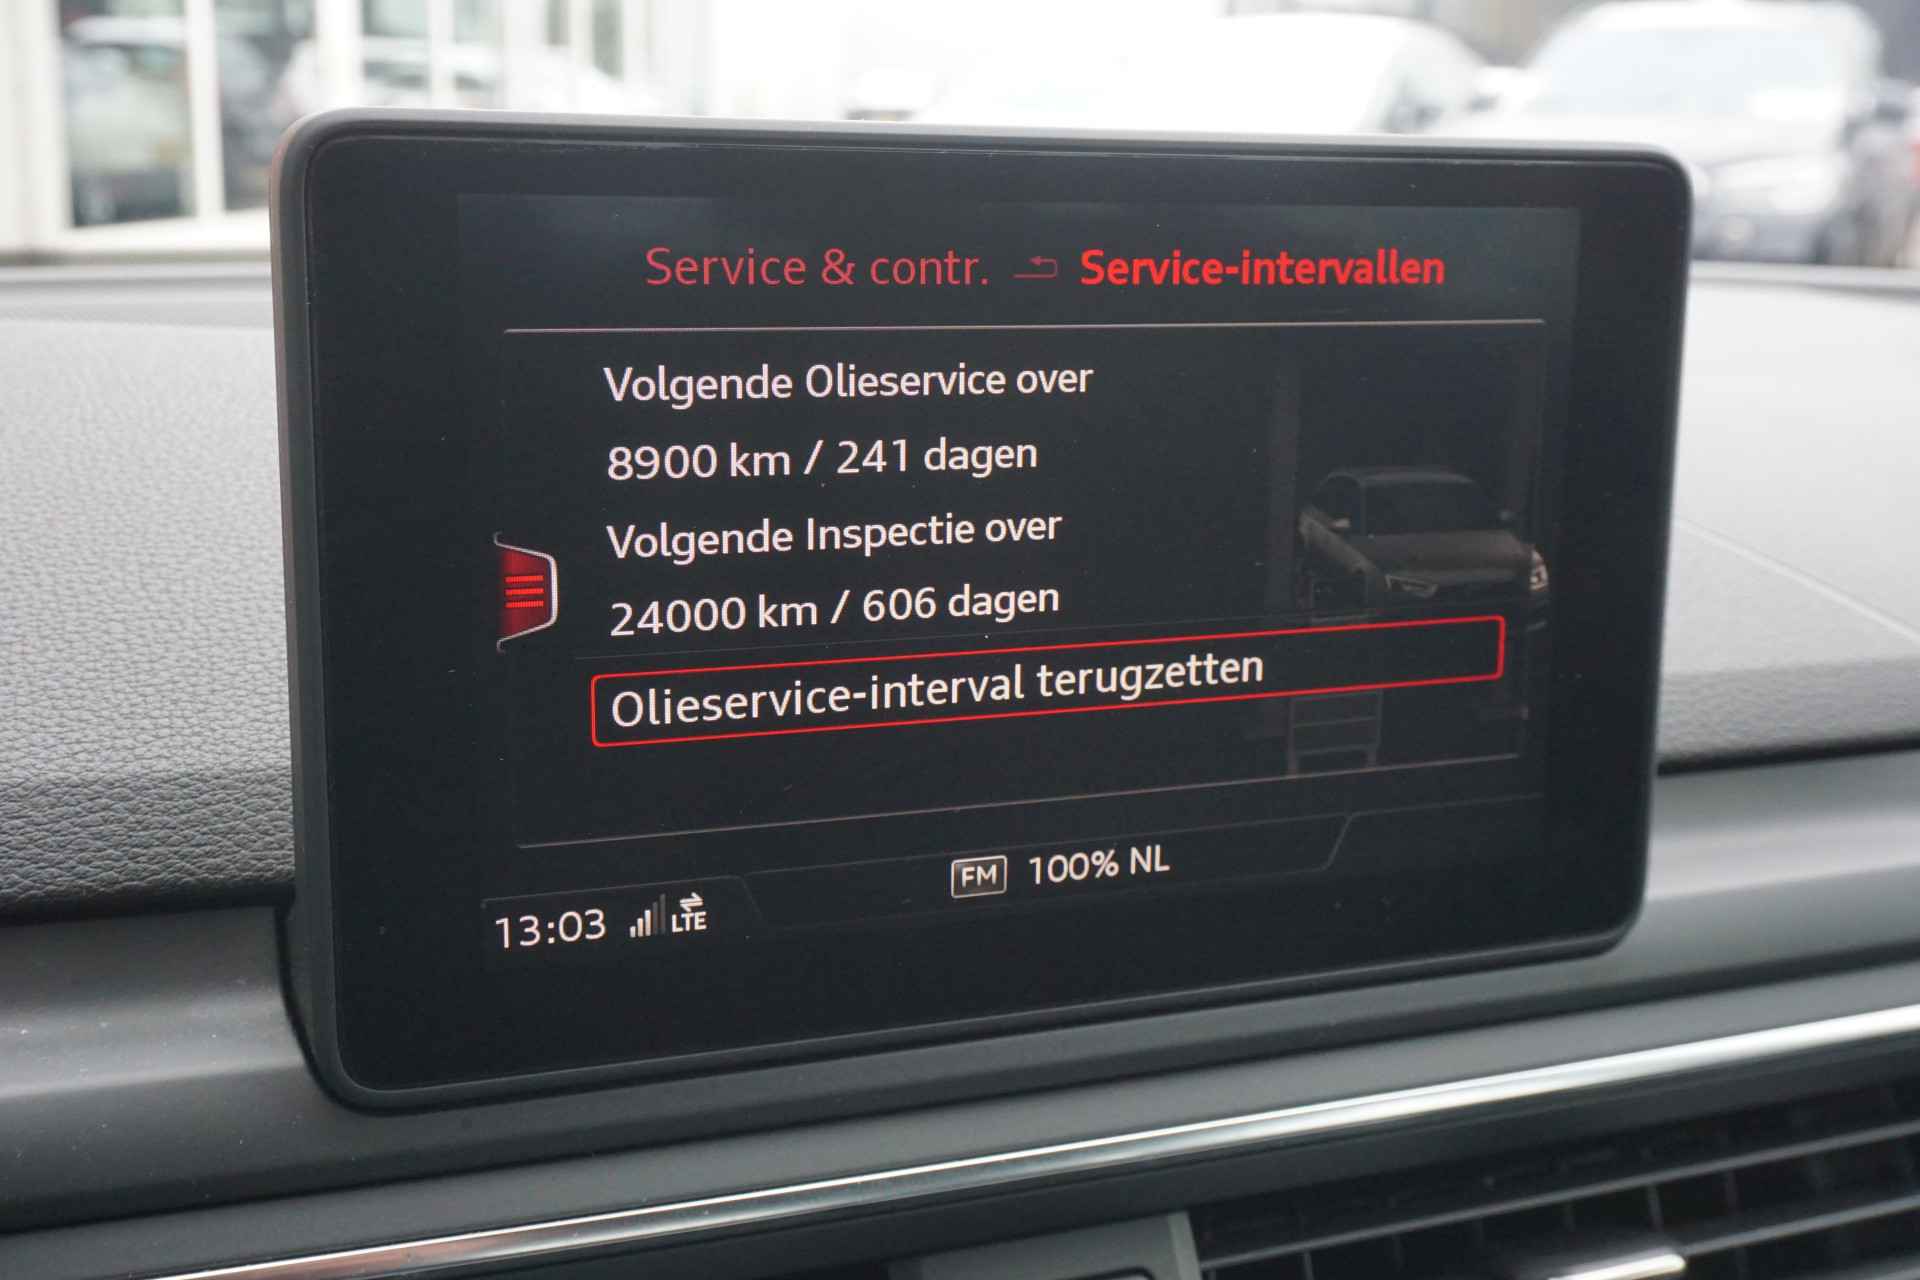 Service & contr. Service-intervallen
Volgende Olieservice over
8900 km / 241 dagen
Volgende Inspectie over
24000 km / 606 dagen
Olieservice-interval terugzetten
FM 100% NL
13:03 LTE